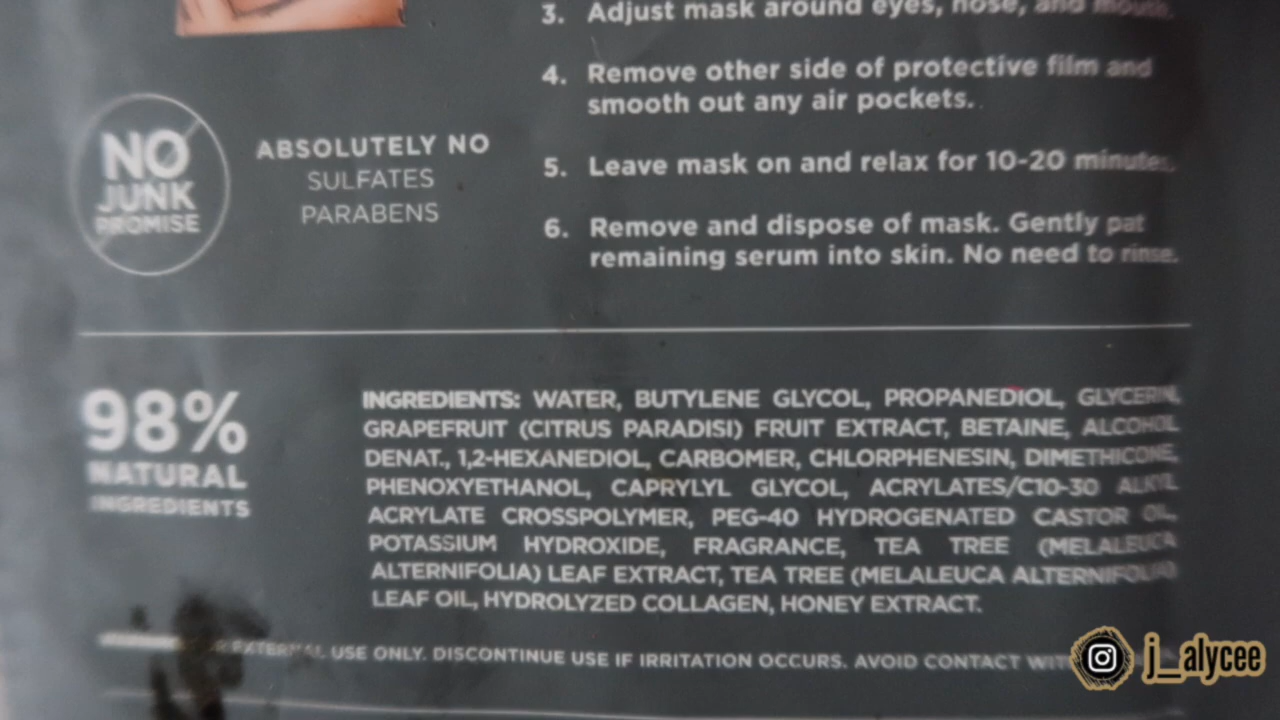 3. Adjust mask around eyes, nose, and mouth.
4. Remove other side of protective film and
smooth out any air pockets.
5. Leave mask on and relax for 10-20 minutes.
6. Remove and dispose of mask. Gently pat
remaining serum into skin. No need to rinse.
NO
JUNK
PROMISE
ABSOLUTELY NO
SULFATES
PARABENS
98%
NATURAL
INGREDIENTS
INGREDIENTS: WATER, BUTYLENE GLYCOL, PROPANEDIOL, GLYCERIN,
GRAPEFRUIT (CITRUS PARADISI) FRUIT EXTRACT, BETAINE, ALCOHOL
DENAT., 1,2-HEXANEDIOL, CARBOMER, CHLORPHENESIN, DIMETHICONE,
PHENOXYETHANOL, CAPRYLYL GLYCOL, ACRYLATES/C10-30 ALKYL
ACRYLATE CROSSPOLYMER, PEG-40 HYDROGENATED CASTOR OIL,
POTASSIUM HYDROXIDE, FRAGRANCE, TEA TREE (MELALEUCA
ALTERNIFOLIA) LEAF EXTRACT, TEA TREE (MELALEUCA ALTERNIFOLIA)
LEAF OIL, HYDROLYZED COLLAGEN, HONEY EXTRACT.
EXTERNAL USE ONLY. DISCONTINUE USE IF IRRITATION OCCURS. AVOID CONTACT
j_alycee